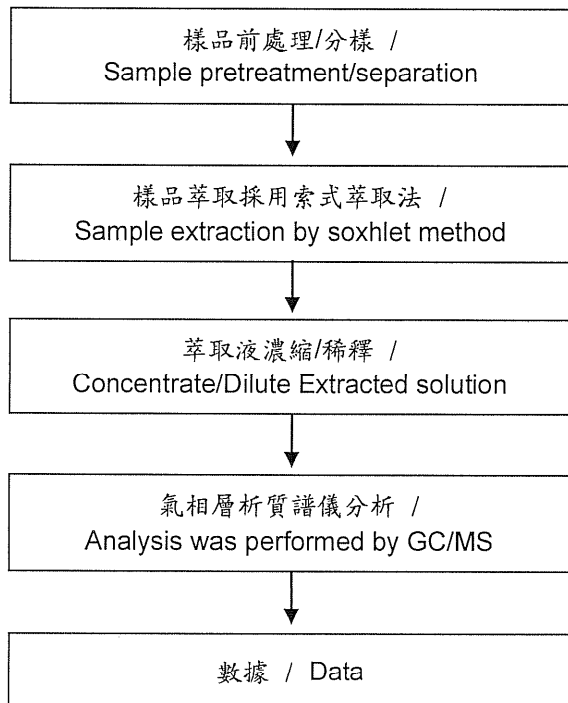 樣品前處理/分樣 /
Sample pretreatment/separation
樣品萃取採用索式萃取法 /
Sample extraction by soxhlet method
萃取液濃縮/稀釋 /
Concentrate/Dilute Extracted solution
氣相層析質譜儀分析 /
Analysis was performed by GC/MS
數據 / Data